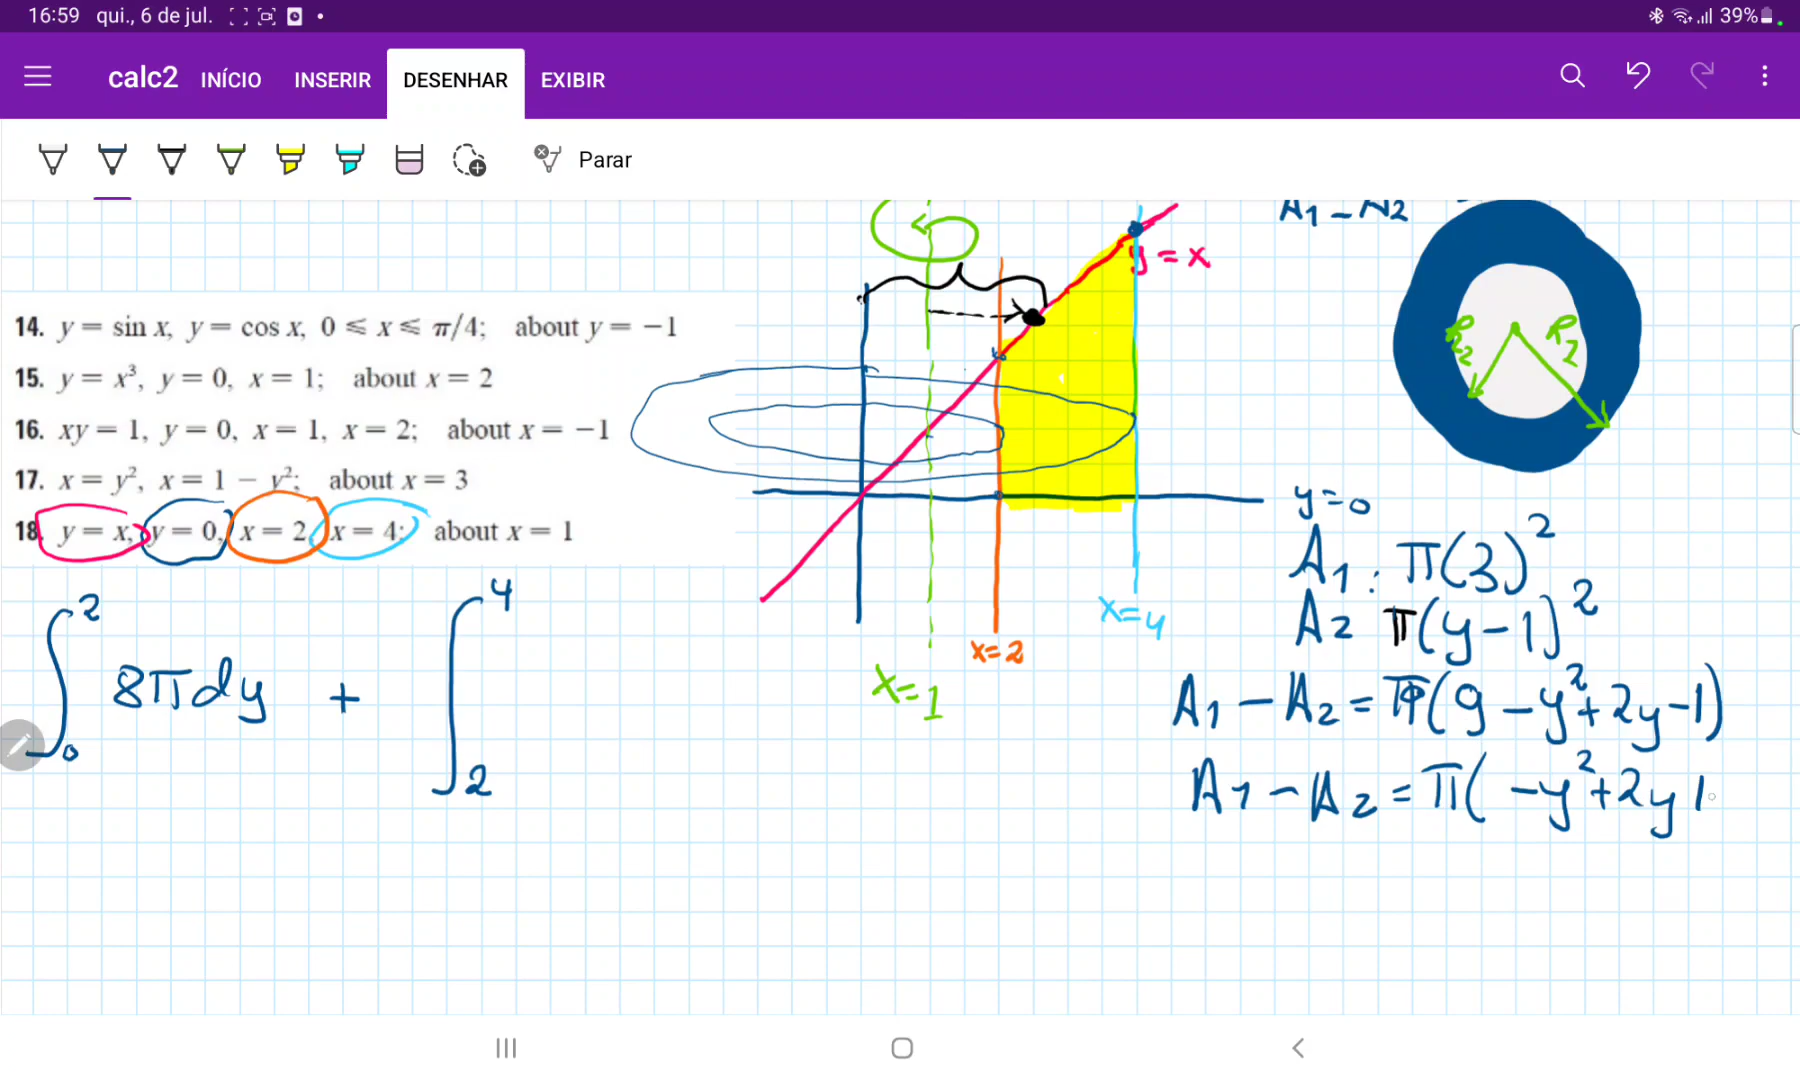 16:59 qui., 6 de jul. 39%
calc2 INÍCIO INSERIR DESENHAR EXIBIR
Parar
A1 - A2
y = x
14. y = sin x, y = cos x, 0 ⩽ x ⩽ π/4; about y = −1
15. y = x³, y = 0, x = 1; about x = 2
16. xy = 1, y = 0, x = 1, x = 2; about x = −1
17. x = y², x = 1 − y²; about x = 3
18. y = x, y = 0, x = 2, x = 4; about x = 1
R2 R2
y=0
x=4
x=2
x=1
A1 : π(3)²
A2 π(y-1)²
A1 - A2 = π(9 - y² + 2y - 1)
A1 - A2 = π( -y² + 2y
∫₀² 8π dy + ∫₂⁴